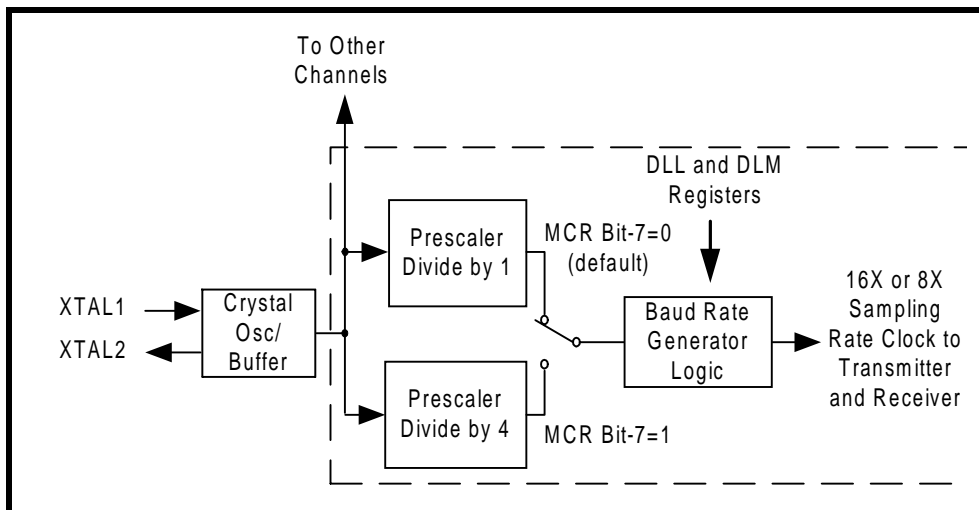 To Other
Channels
DLL and DLM
Registers
Prescaler
Divide by 1
MCR Bit-7=0
(default)
XTAL1
XTAL2
Crystal
Osc/
Buffer
Baud Rate
Generator
Logic
16X or 8X
Sampling
Rate Clock to
Transmitter
and Receiver
Prescaler
Divide by 4
MCR Bit-7=1